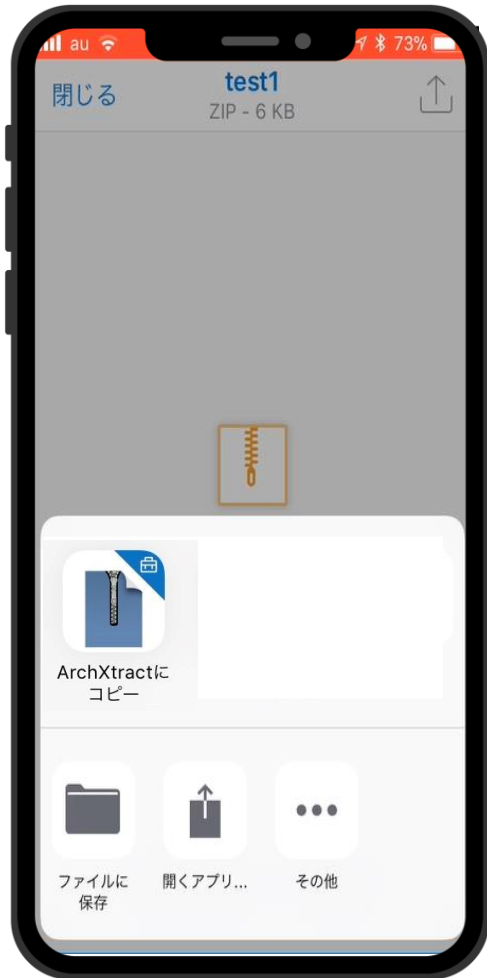 au 73%
閉じる test1
ZIP - 6 KB
ArchXtractに
コピー
ファイルに
保存
開くアプリ...
その他